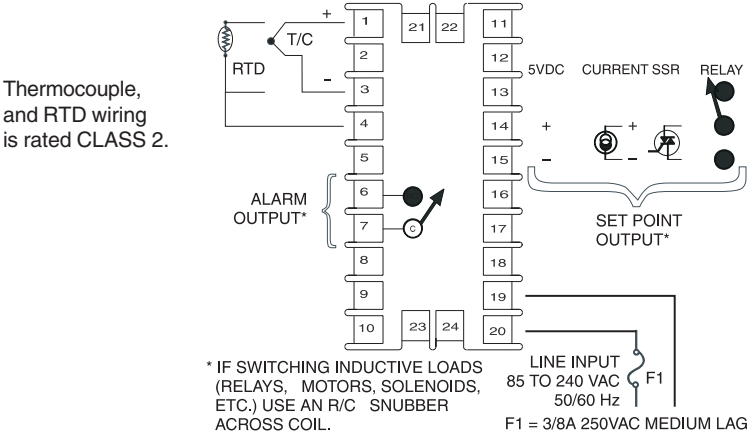 Thermocouple,
and RTD wiring
is rated CLASS 2.
+
T/C
RTD
–
1
2
3
4
5
6
7
8
9
10
21 22
23 24
11
12
13
14
15
16
17
18
19
20
C
ALARM
OUTPUT*
5VDC CURRENT SSR RELAY
+ +
– –
SET POINT
OUTPUT*
LINE INPUT
85 TO 240 VAC
50/60 Hz
F1
F1 = 3/8A 250VAC MEDIUM LAG
* IF SWITCHING INDUCTIVE LOADS
(RELAYS, MOTORS, SOLENOIDS,
ETC.) USE AN R/C SNUBBER
ACROSS COIL.